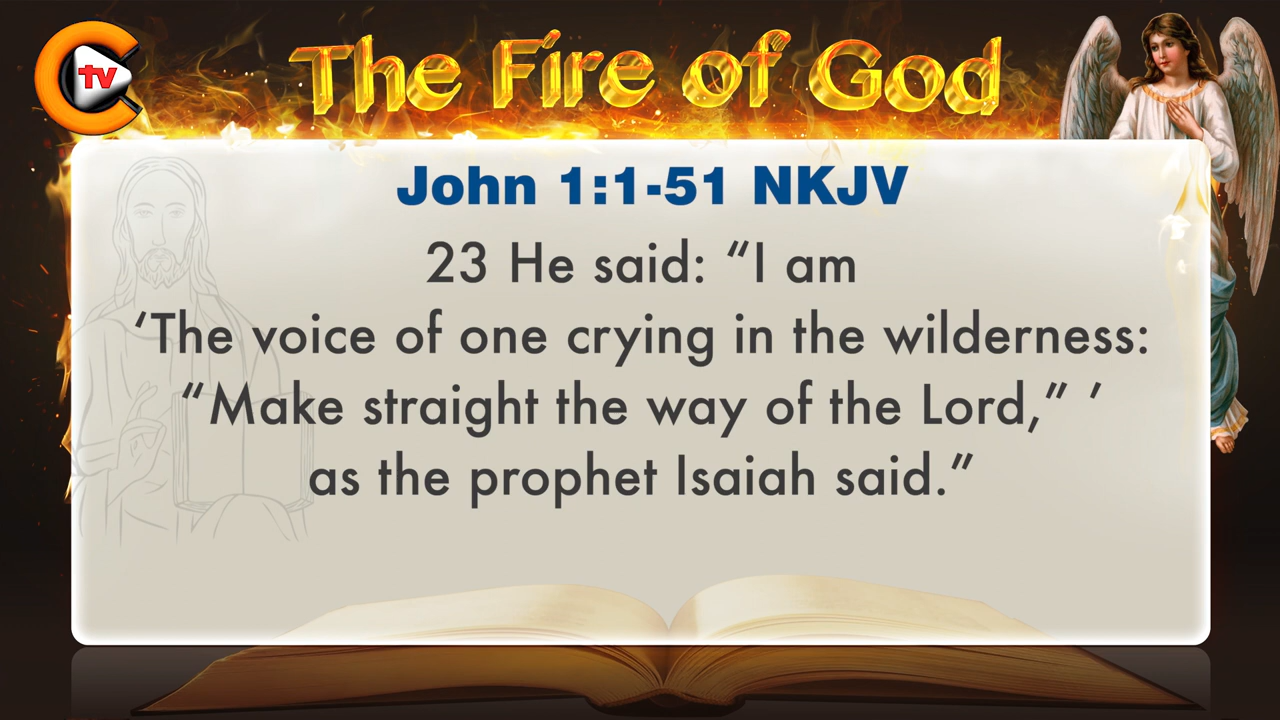 tv
The Fire of God
John 1:1-51 NKJV
23 He said: “I am
‘The voice of one crying in the wilderness:
“Make straight the way of the Lord,” ’
as the prophet Isaiah said.”